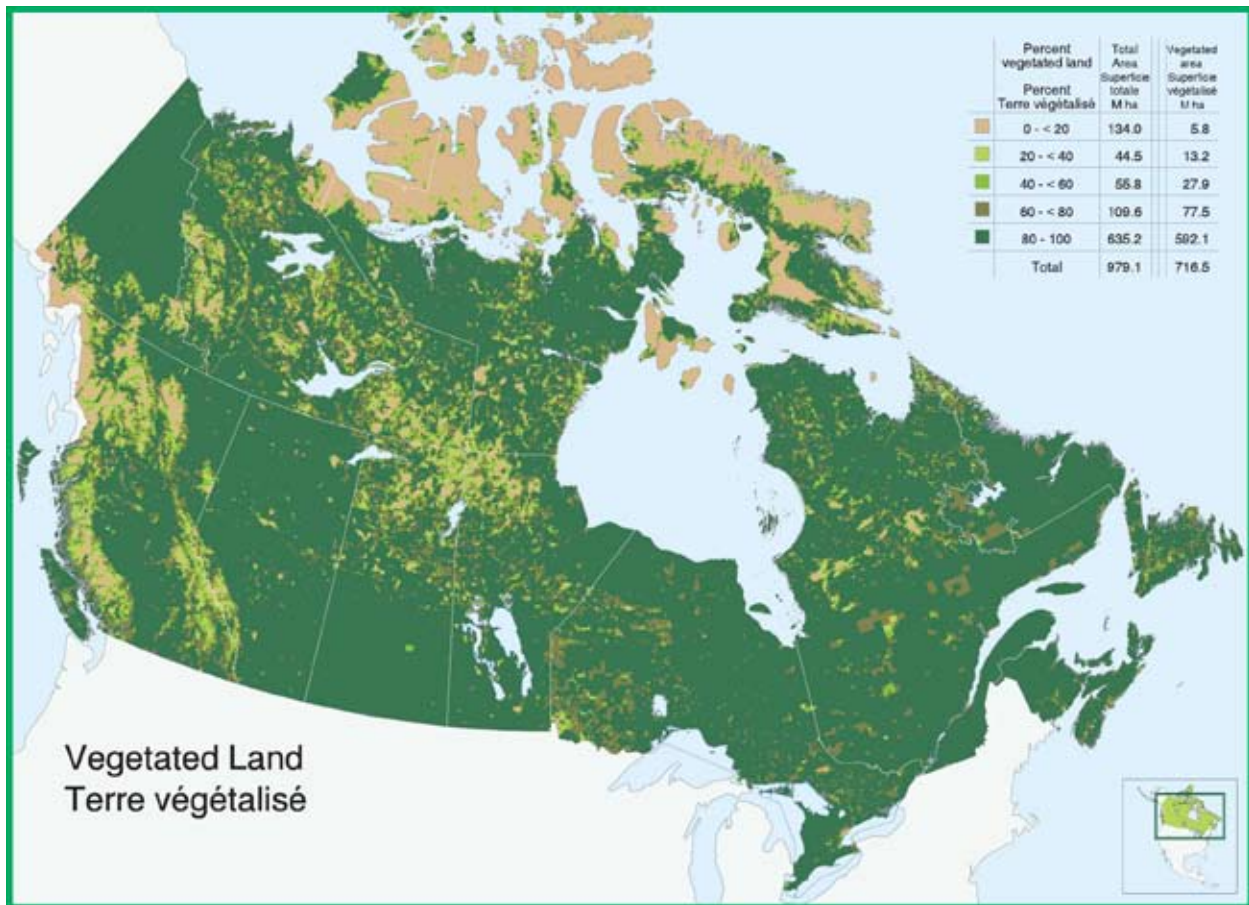 Percent
vegetated land
Percent
Terre végétalisé
Total
Area
Superficie
totale
M ha
Vegetated
area
Superficie
végétalisé
M ha
0 - < 20 134.0 5.8
20 - < 40 44.5 13.2
40 - < 60 55.8 27.9
60 - < 80 109.6 77.5
80 - 100 635.2 592.1
Total 979.1 716.5
Vegetated Land
Terre végétalisé